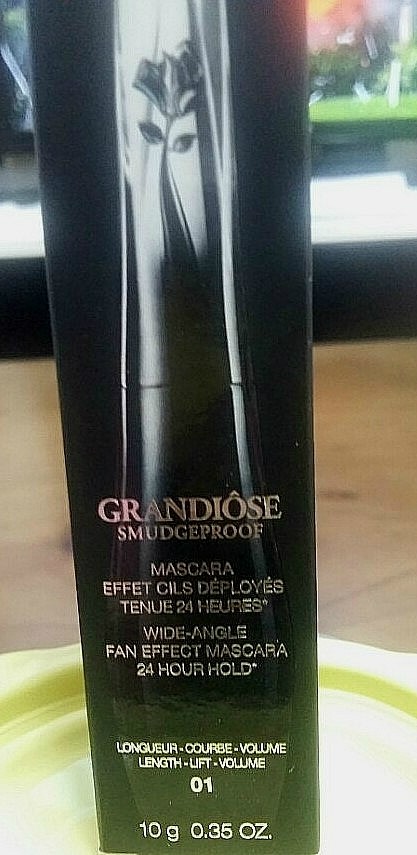 GRANDIÔSE
SMUDGEPROOF
MASCARA
EFFET CILS DÉPLOYÉS
TENUE 24 HEURES*
WIDE-ANGLE
FAN EFFECT MASCARA
24 HOUR HOLD*
LONGUEUR - COURBE - VOLUME
LENGTH - LIFT - VOLUME
01
10 g 0.35 OZ.